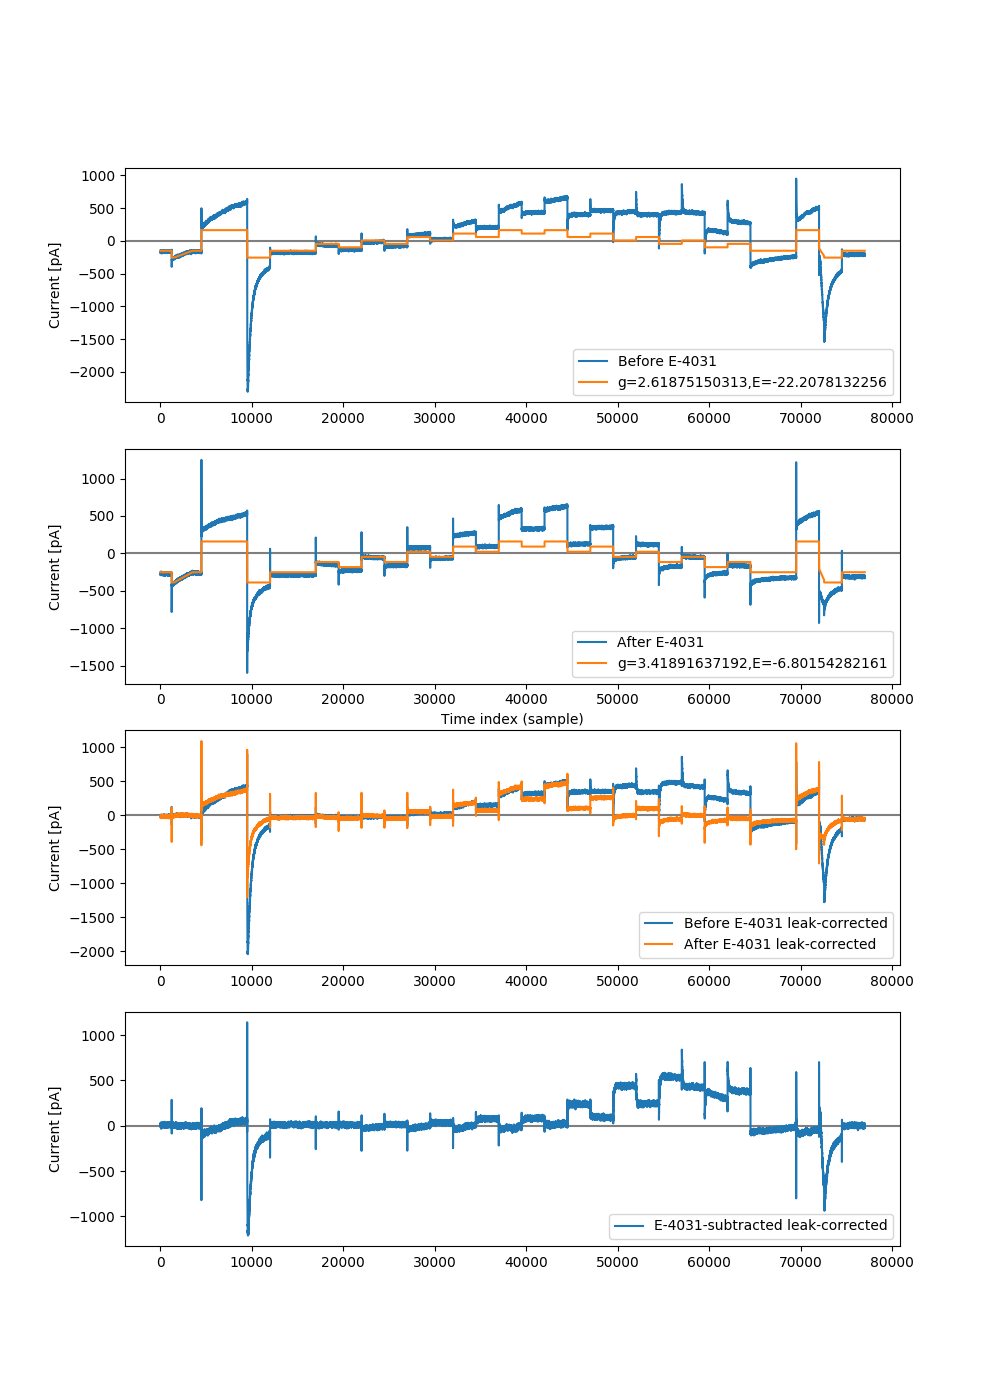 1000
500
0
−500
−1000
−1500
−2000
Current [pA]
Before E-4031
g=2.61875150313,E=-22.2078132256
0 10000 20000 30000 40000 50000 60000 70000 80000
1000
500
0
−500
−1000
−1500
Current [pA]
After E-4031
g=3.41891637192,E=-6.80154282161
0 10000 20000 30000 40000 50000 60000 70000 80000
Time index (sample)
1000
500
0
−500
−1000
−1500
−2000
Current [pA]
Before E-4031 leak-corrected
After E-4031 leak-corrected
0 10000 20000 30000 40000 50000 60000 70000 80000
1000
500
0
−500
−1000
Current [pA]
E-4031-subtracted leak-corrected
0 10000 20000 30000 40000 50000 60000 70000 80000